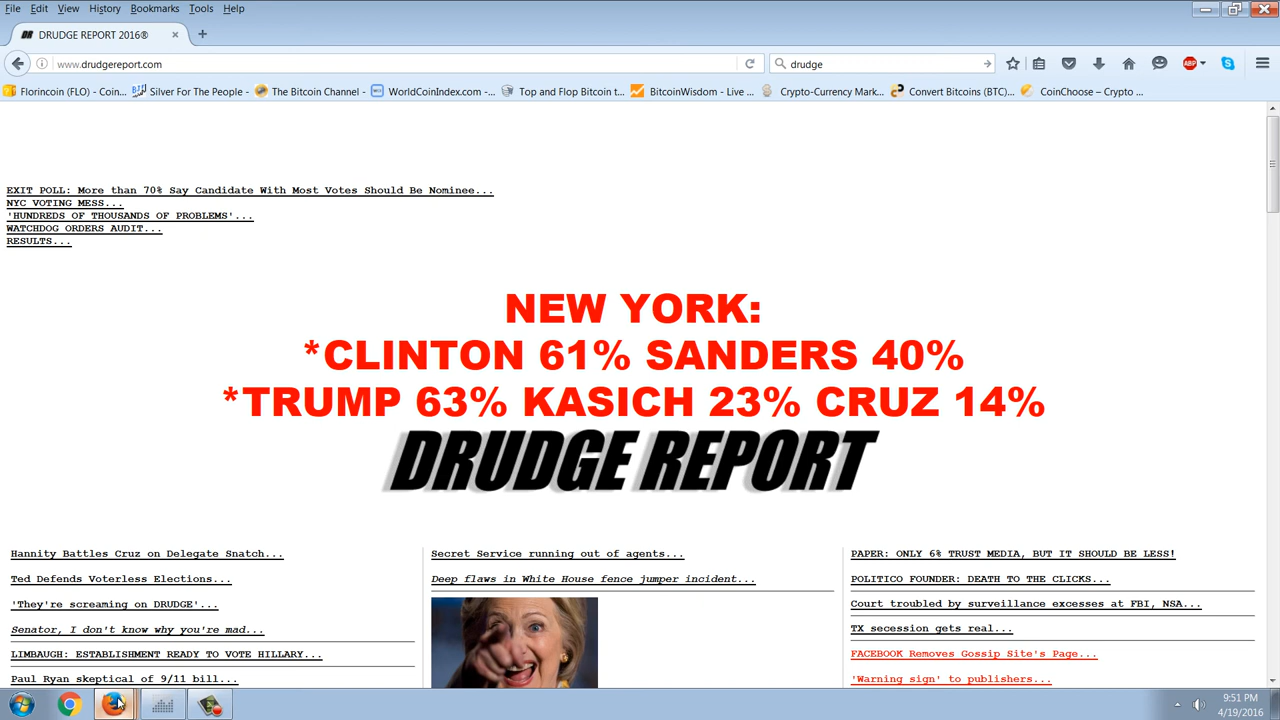 File Edit View History Bookmarks Tools Help
DR DRUDGE REPORT 2016®
www.drudgereport.com
drudge
ABP
Florincoin (FLO) - Coin... Silver For The People - The Bitcoin Channel - WorldCoinIndex.com -... Top and Flop Bitcoin t... BitcoinWisdom - Live ... Crypto-Currency Mark... Convert Bitcoins (BTC)... CoinChoose – Crypto ...
EXIT POLL: More than 70% Say Candidate With Most Votes Should Be Nominee...
NYC VOTING MESS...
'HUNDREDS OF THOUSANDS OF PROBLEMS'...
WATCHDOG ORDERS AUDIT...
RESULTS...
NEW YORK:
*CLINTON 61% SANDERS 40%
*TRUMP 63% KASICH 23% CRUZ 14%
DRUDGE REPORT
Hannity Battles Cruz on Delegate Snatch...
Ted Defends Voterless Elections...
'They're screaming on DRUDGE'...
Senator, I don't know why you're mad...
LIMBAUGH: ESTABLISHMENT READY TO VOTE HILLARY...
Paul Ryan skeptical of 9/11 bill...
Secret Service running out of agents...
Deep flaws in White House fence jumper incident...
PAPER: ONLY 6% TRUST MEDIA, BUT IT SHOULD BE LESS!
POLITICO FOUNDER: DEATH TO THE CLICKS...
Court troubled by surveillance excesses at FBI, NSA...
TX secession gets real...
FACEBOOK Removes Gossip Site's Page...
'Warning sign' to publishers...
9:51 PM
4/19/2016